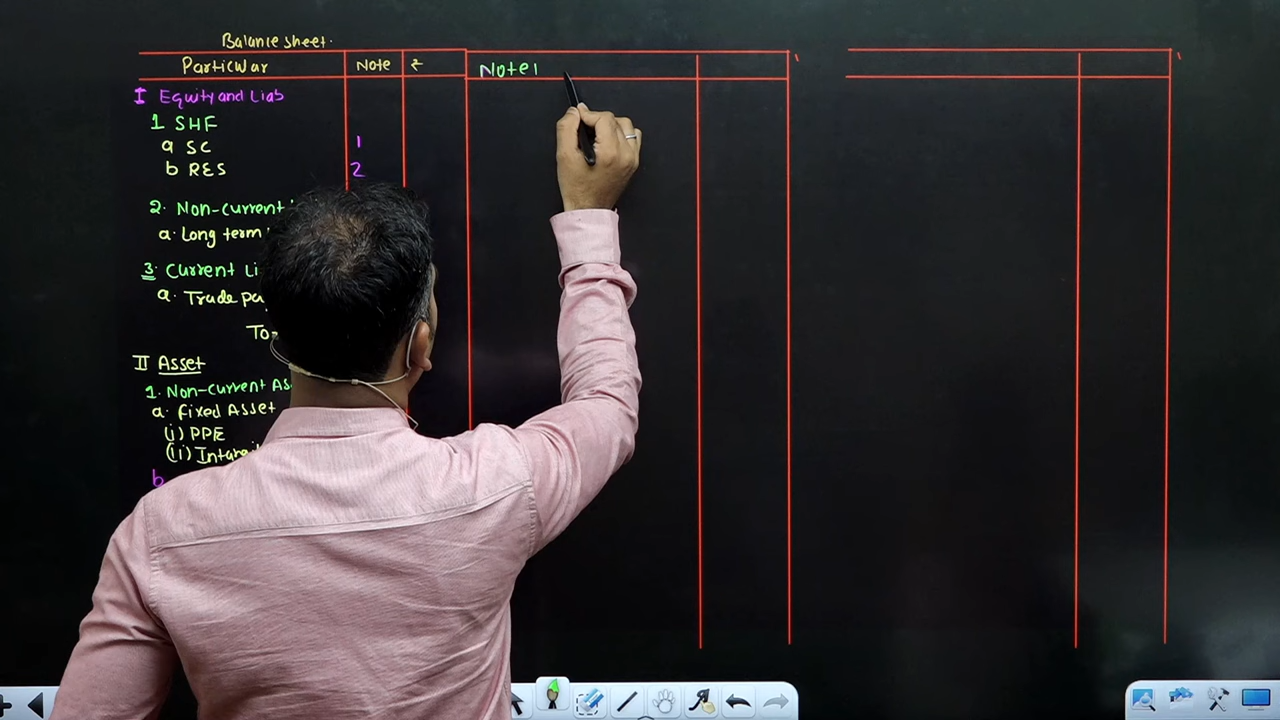 Balance sheet.
Particular Note ₹
I Equity and Liab
1 SHF
a SC 1
b RES 2
2. Non-current
a. Long term
3. Current Li
a. Trade pa
To
II Asset
1. Non-current As
a. Fixed Asset
(i) PPE
(ii) Intangi
b
Note 1